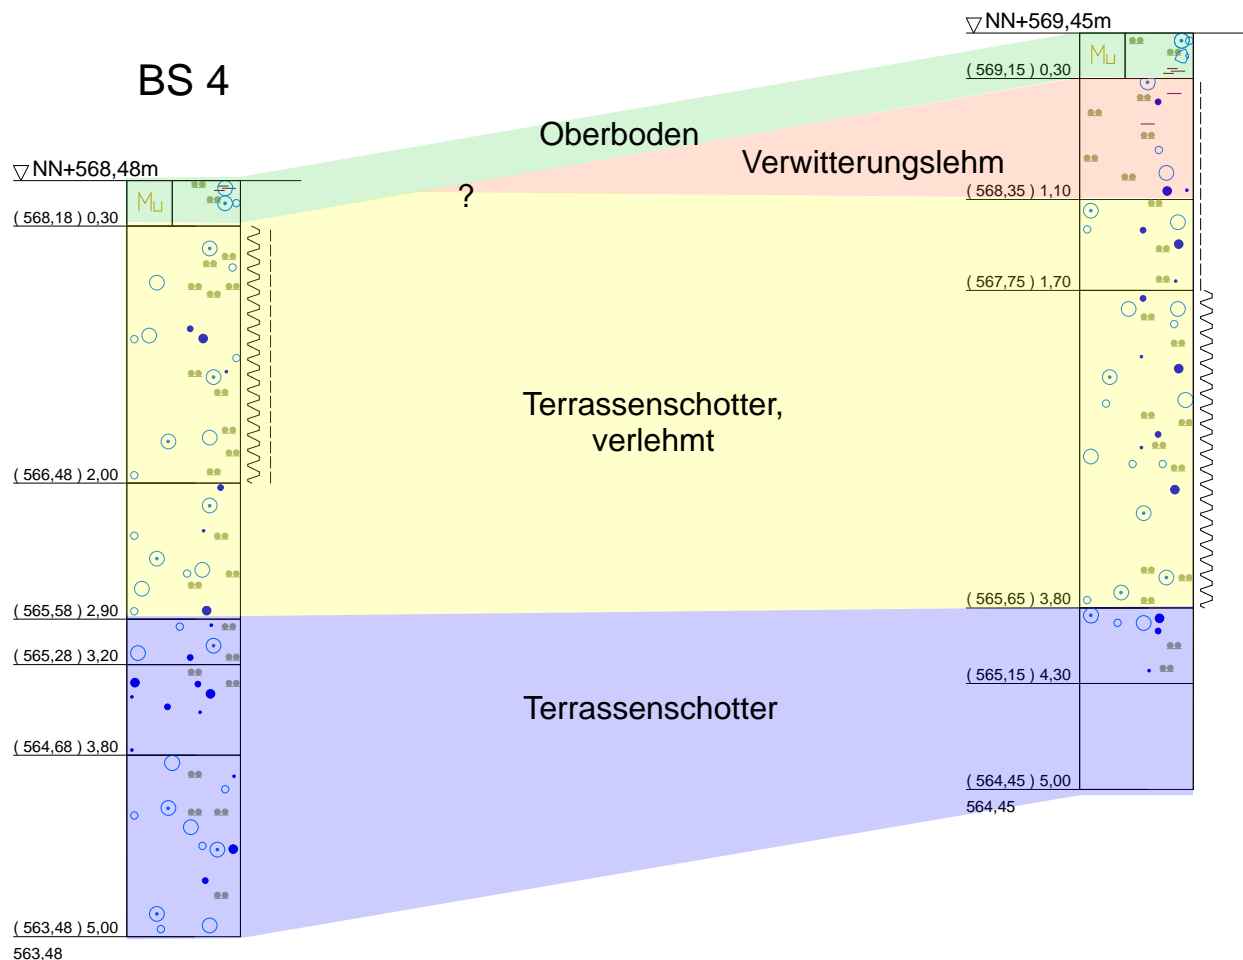 NN+569,45m
Mu
(569,15) 0,30
BS 4
Oberboden
Verwitterungslehm
NN+568,48m
?
Mu
(568,35) 1,10
(568,18) 0,30
(567,75) 1,70
Terrassenschotter,
verlehmt
(566,48) 2,00
(565,65) 3,80
(565,58) 2,90
(565,28) 3,20
(565,15) 4,30
Terrassenschotter
(564,68) 3,80
(564,45) 5,00
564,45
(563,48) 5,00
563,48